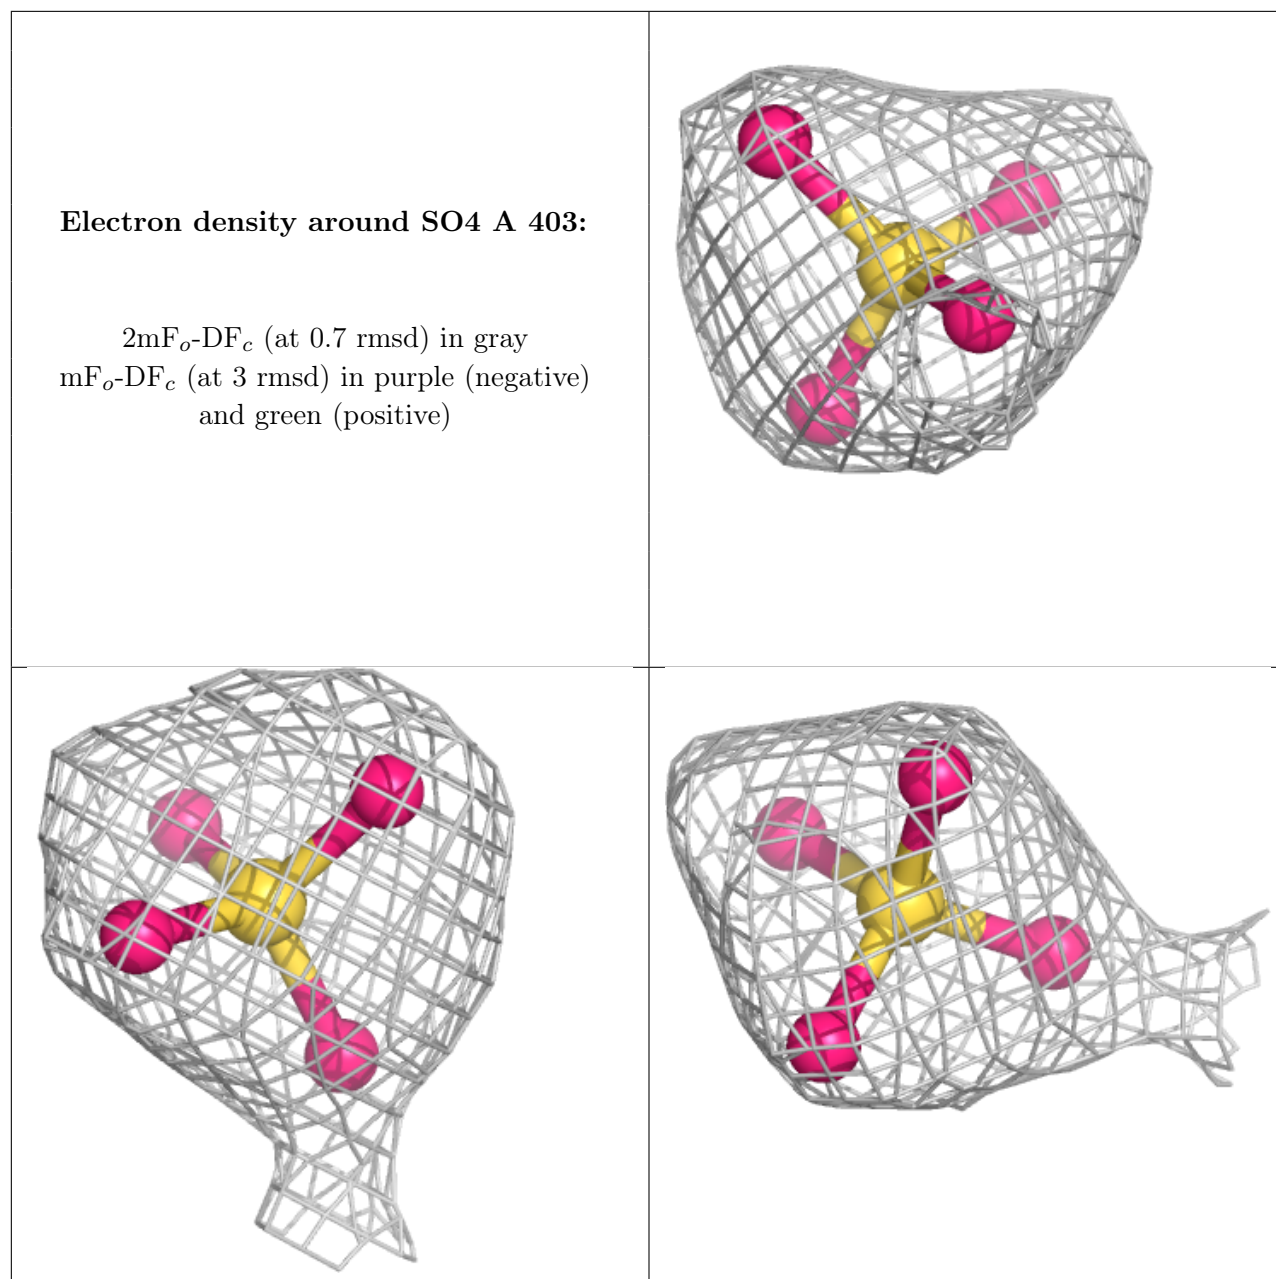 Electron density around SO4 A 403:
2mFo-DFc (at 0.7 rmsd) in gray
mFo-DFc (at 3 rmsd) in purple (negative)
and green (positive)